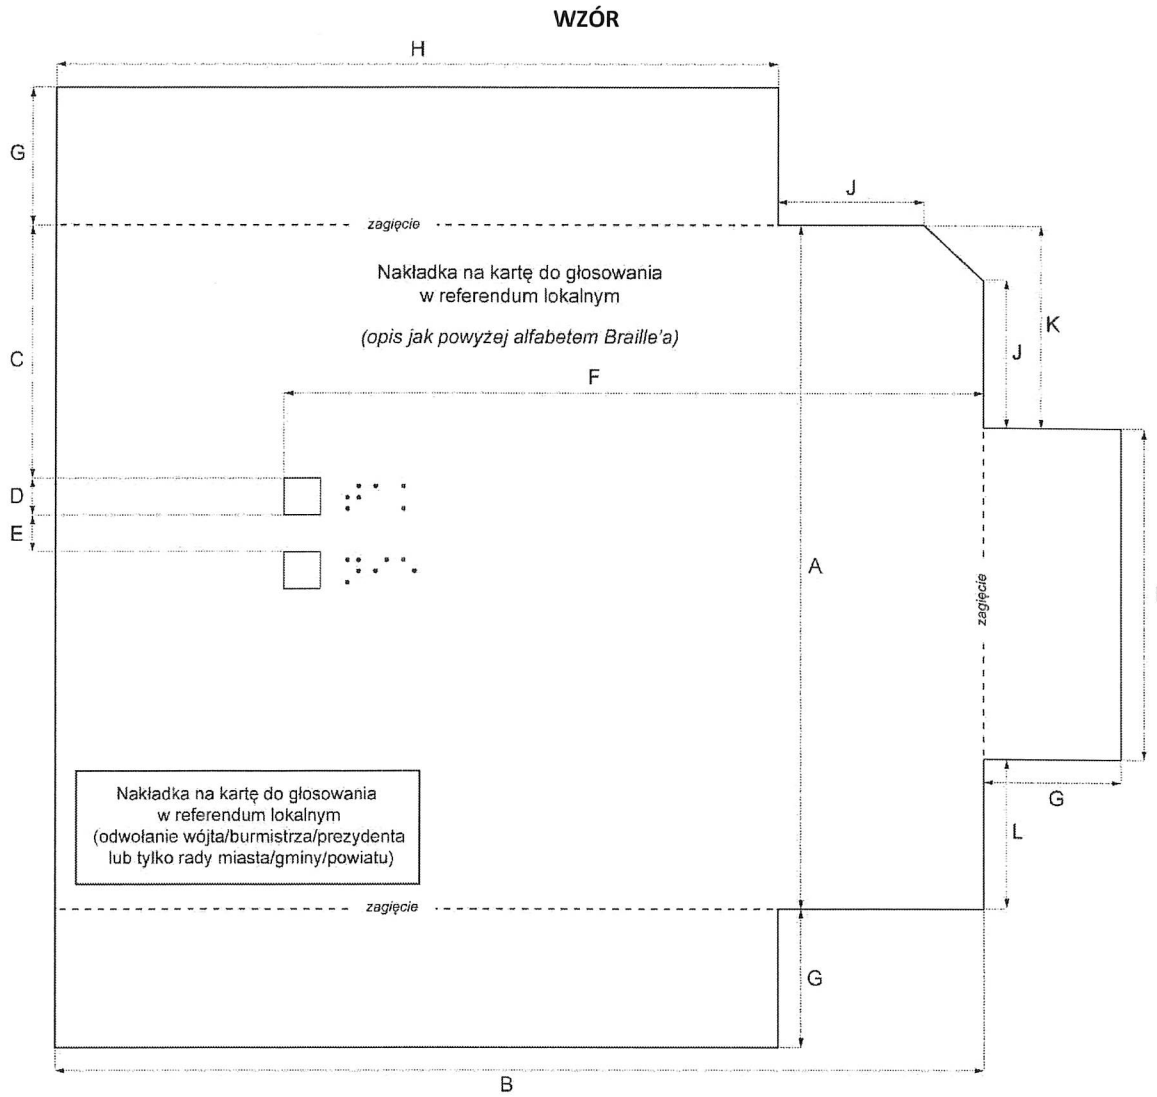 WZÓR
H
G
J
zagięcie
Nakładka na kartę do głosowania
w referendum lokalnym
(opis jak powyżej alfabetem Braille'a)
K
J
C
F
D
E
A
zagięcie
Nakładka na kartę do głosowania
w referendum lokalnym
(odwołanie wójta/burmistrza/prezydenta
lub tylko rady miasta/gminy/powiatu)
G
L
zagięcie
G
B